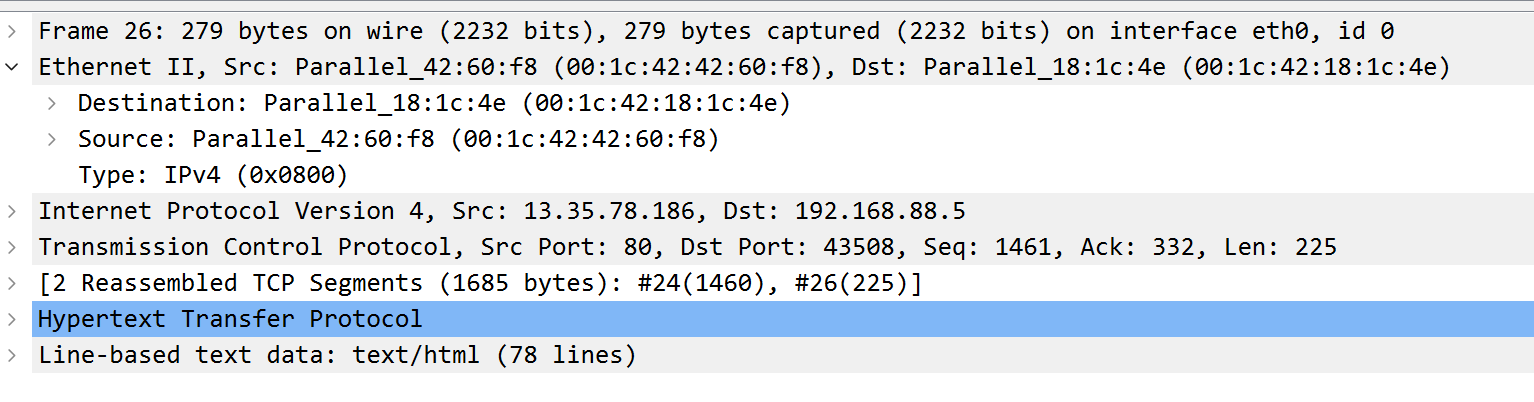 Frame 26: 279 bytes on wire (2232 bits), 279 bytes captured (2232 bits) on interface eth0, id 0
Ethernet II, Src: Parallel_42:60:f8 (00:1c:42:42:60:f8), Dst: Parallel_18:1c:4e (00:1c:42:18:1c:4e)
Destination: Parallel_18:1c:4e (00:1c:42:18:1c:4e)
Source: Parallel_42:60:f8 (00:1c:42:42:60:f8)
Type: IPv4 (0x0800)
Internet Protocol Version 4, Src: 13.35.78.186, Dst: 192.168.88.5
Transmission Control Protocol, Src Port: 80, Dst Port: 43508, Seq: 1461, Ack: 332, Len: 225
[2 Reassembled TCP Segments (1685 bytes): #24(1460), #26(225)]
Hypertext Transfer Protocol
Line-based text data: text/html (78 lines)